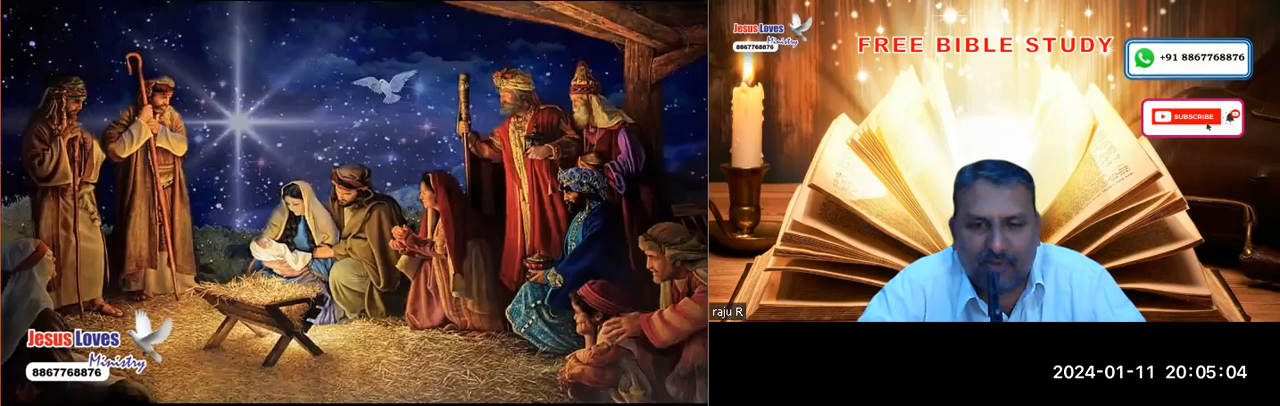 Jesus Loves
Ministry
8867768876
Jesus Loves
Ministry
8867768876
FREE BIBLE STUDY
+91 8867768876
SUBSCRIBE
raju R
2024-01-11 20:05:04